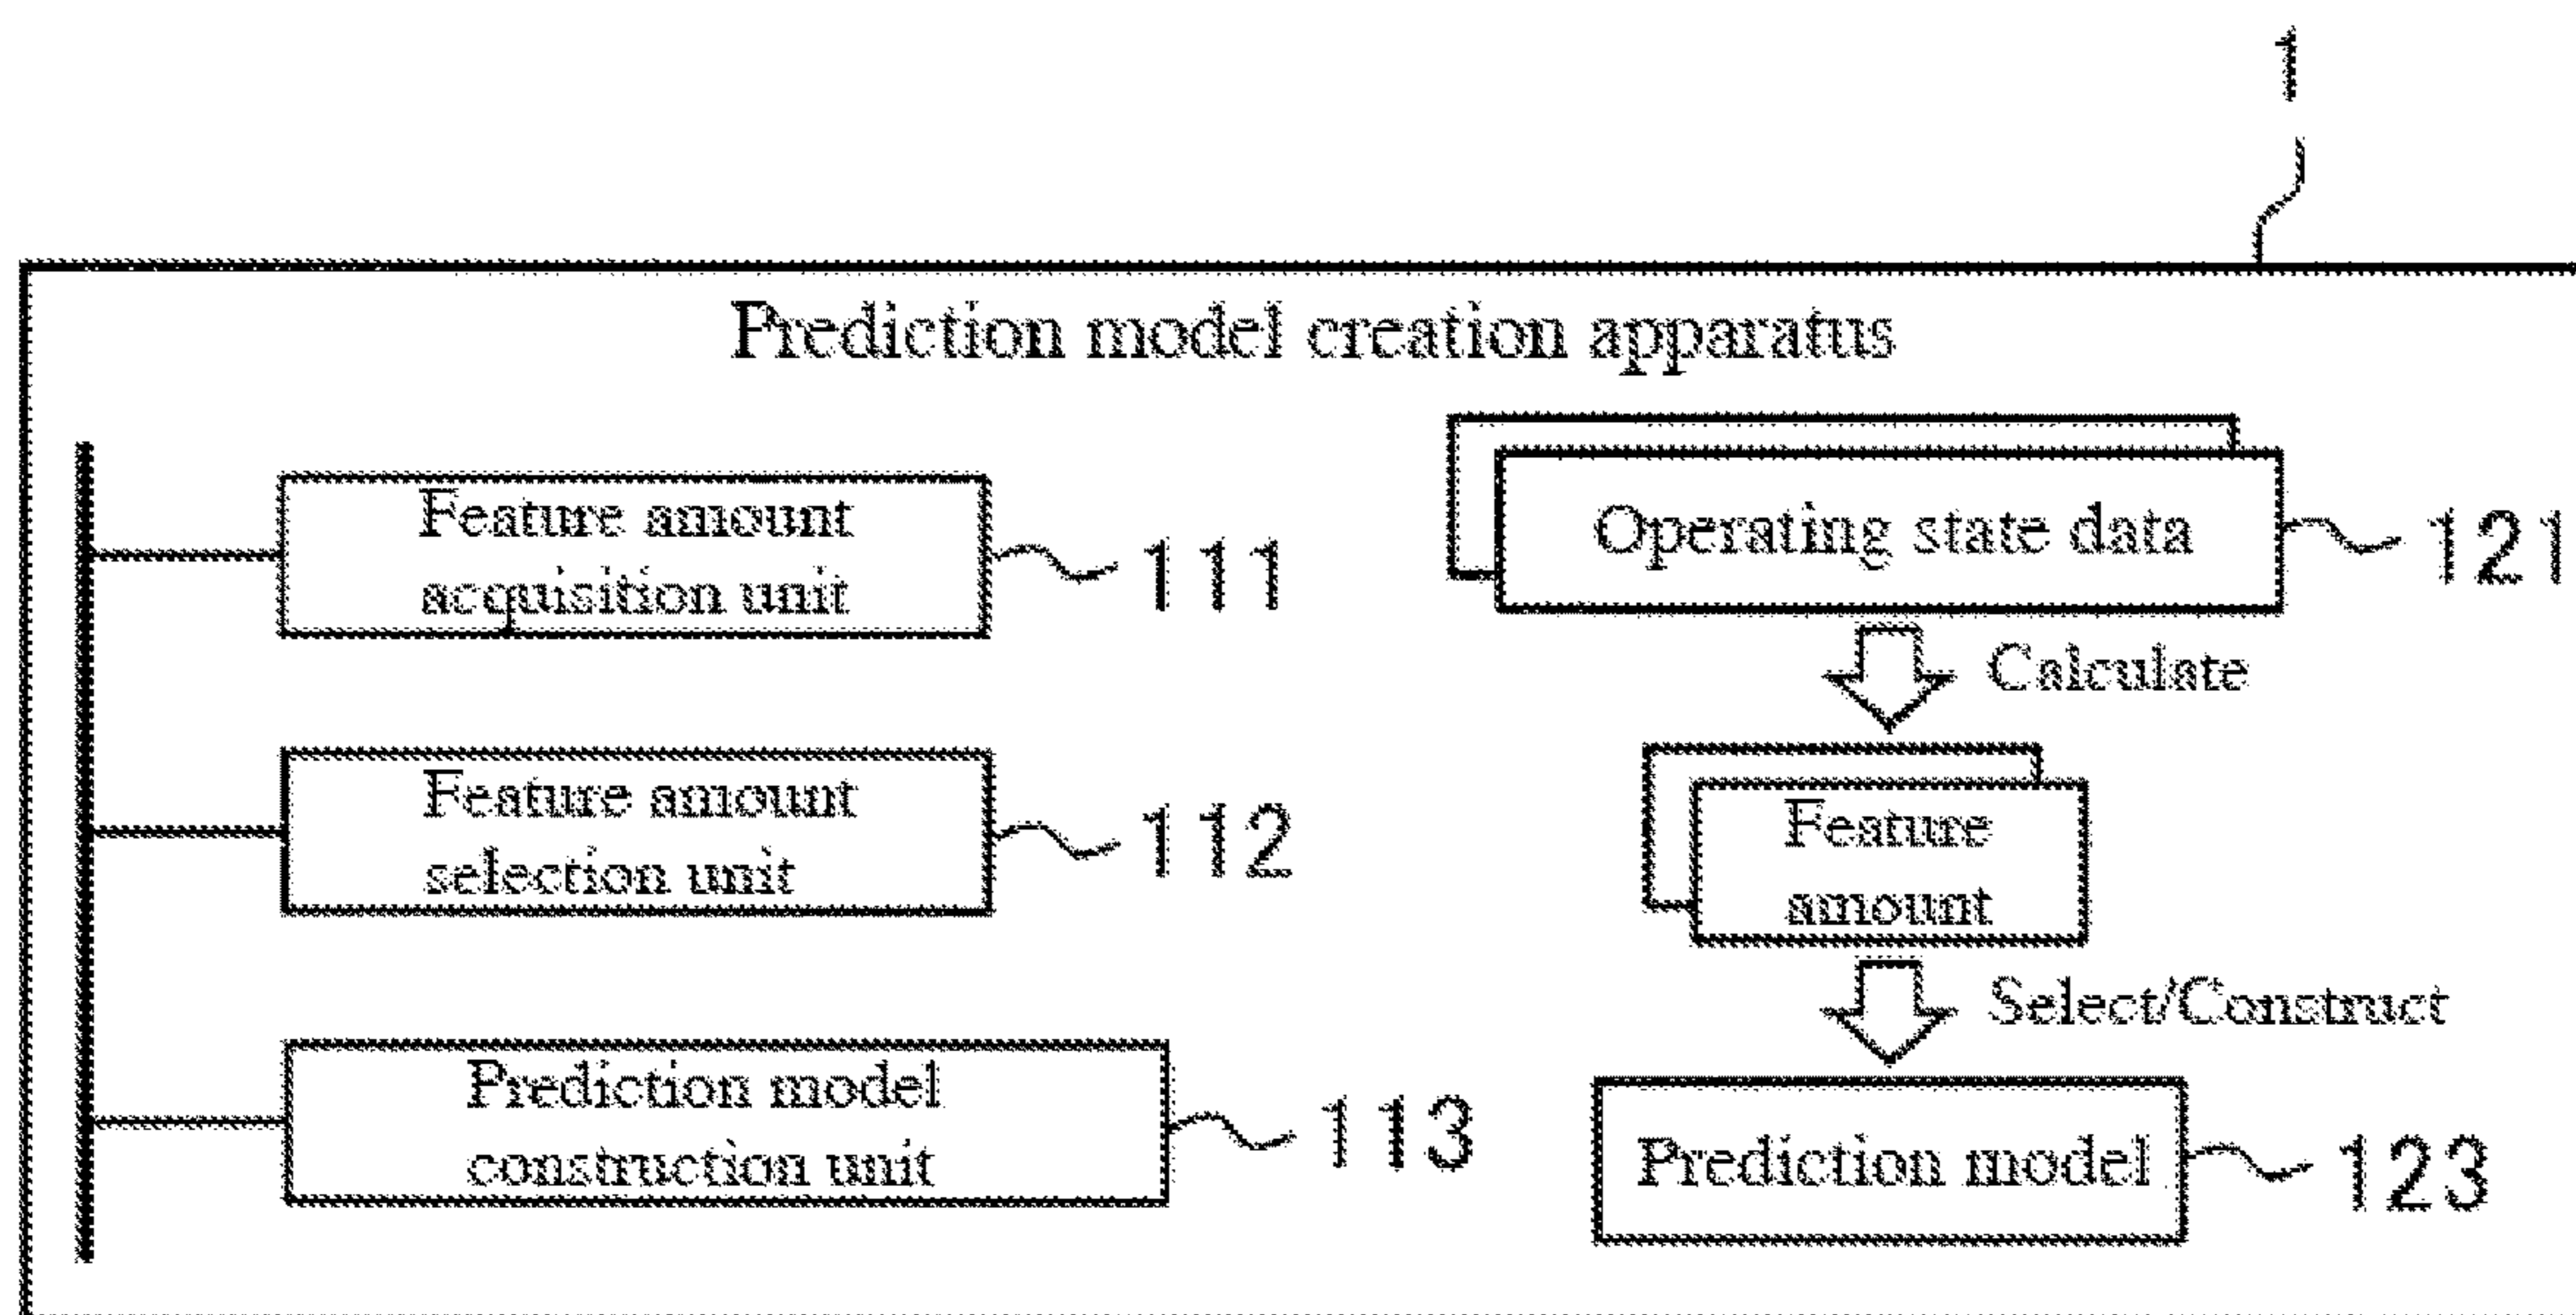 1
Prediction model creation apparatus
Feature amount
acquisition unit
111
Operating state data
121
Calculate
Feature amount
selection unit
112
Feature
amount
Select/Construct
Prediction model
construction unit
113
Prediction model
123